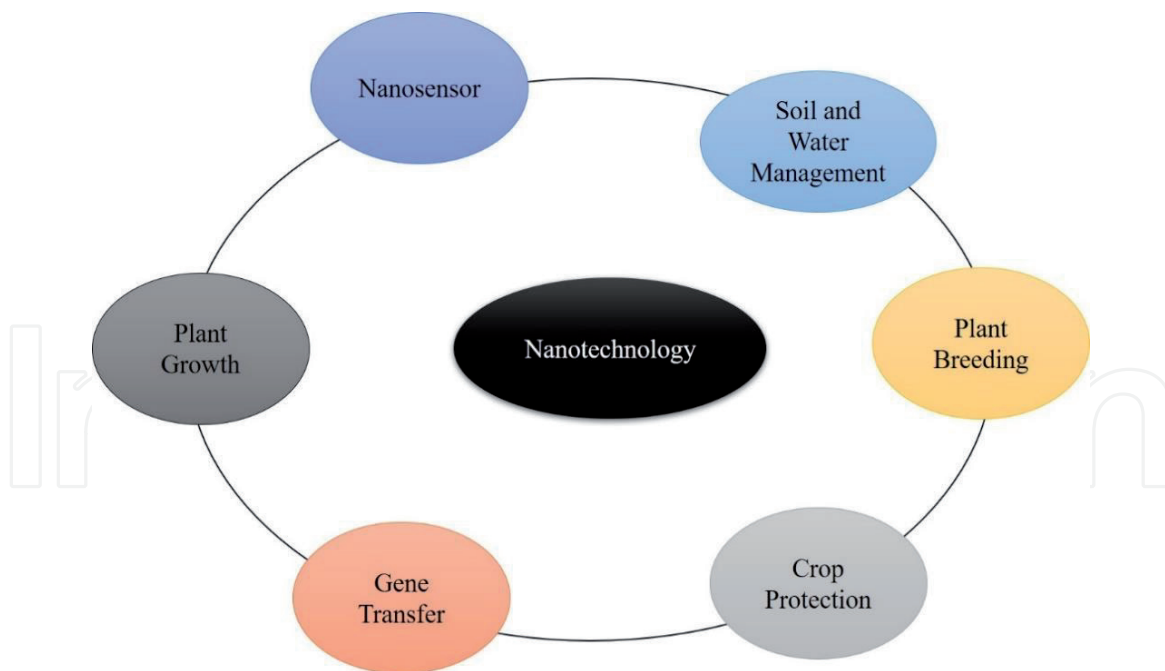 Nanosensor
Soil and
Water
Management
Plant
Growth
Nanotechnology
Plant
Breeding
Gene
Transfer
Crop
Protection